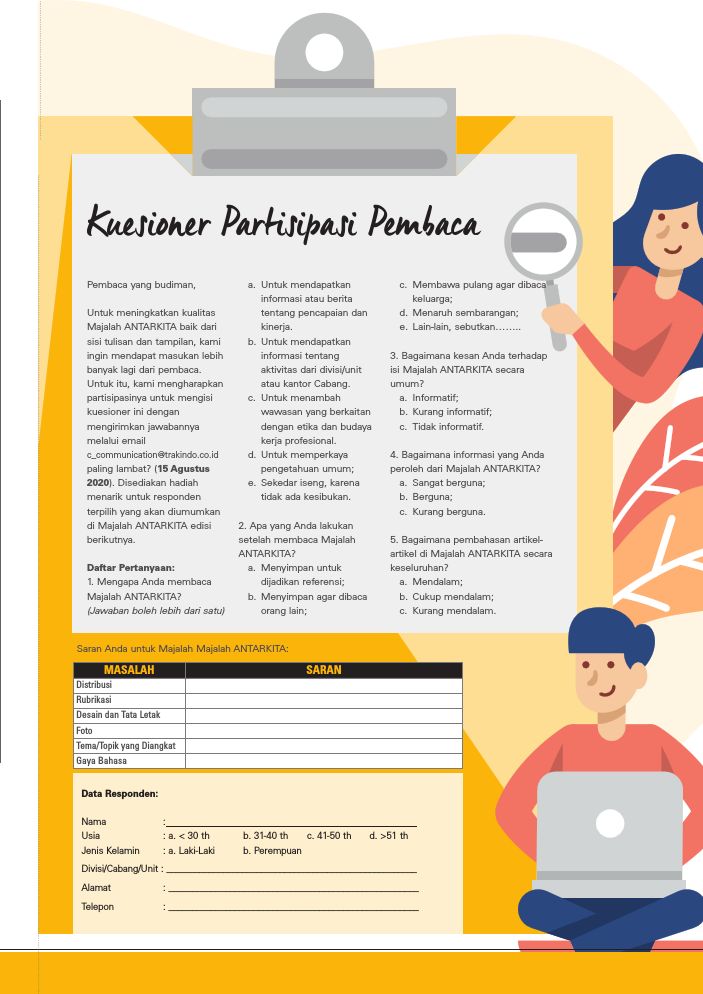 Kuesioner Partisipasi Pembaca
Pembaca yang budiman,
Untuk meningkatkan kualitas
Majalah ANTARKITA baik dari
sisi tulisan dan tampilan, kami
ingin mendapat masukan lebih
banyak lagi dari pembaca.
Untuk itu, kami mengharapkan
partisipasinya untuk mengisi
kuesioner ini dengan
mengirimkan jawabannya
melalui email
c_communication@trakindo.co.id
paling lambat? (15 Agustus
2020). Disediakan hadiah
menarik untuk responden
terpilih yang akan diumumkan
di Majalah ANTARKITA edisi
berikutnya.
Daftar Pertanyaan:
1. Mengapa Anda membaca
Majalah ANTARKITA?
(Jawaban boleh lebih dari satu)
a. Untuk mendapatkan
informasi atau berita
tentang pencapaian dan
kinerja.
b. Untuk mendapatkan
informasi tentang
aktivitas dari divisi/unit
atau kantor Cabang.
c. Untuk menambah
wawasan yang berkaitan
dengan etika dan budaya
kerja profesional.
d. Untuk memperkaya
pengetahuan umum;
e. Sekedar iseng, karena
tidak ada kesibukan.
2. Apa yang Anda lakukan
setelah membaca Majalah
ANTARKITA?
a. Menyimpan untuk
dijadikan referensi;
b. Menyimpan agar dibaca
orang lain;
c. Membawa pulang agar dibaca
keluarga;
d. Menaruh sembarangan;
e. Lain-lain, sebutkan........
3. Bagaimana kesan Anda terhadap
isi Majalah ANTARKITA secara
umum?
a. Informatif;
b. Kurang informatif;
c. Tidak informatif.
4. Bagaimana informasi yang Anda
peroleh dari Majalah ANTARKITA?
a. Sangat berguna;
b. Berguna;
c. Kurang berguna.
5. Bagaimana pembahasan artikel-
artikel di Majalah ANTARKITA secara
keseluruhan?
a. Mendalam;
b. Cukup mendalam;
c. Kurang mendalam.
Saran Anda untuk Majalah Majalah ANTARKITA:
MASALAH SARAN
Distribusi
Rubrikasi
Desain dan Tata Letak
Foto
Tema/Topik yang Diangkat
Gaya Bahasa
Data Responden:
Nama :
Usia : a. < 30 th b. 31-40 th c. 41-50 th d. >51 th
Jenis Kelamin : a. Laki-Laki b. Perempuan
Divisi/Cabang/Unit :
Alamat :
Telepon :